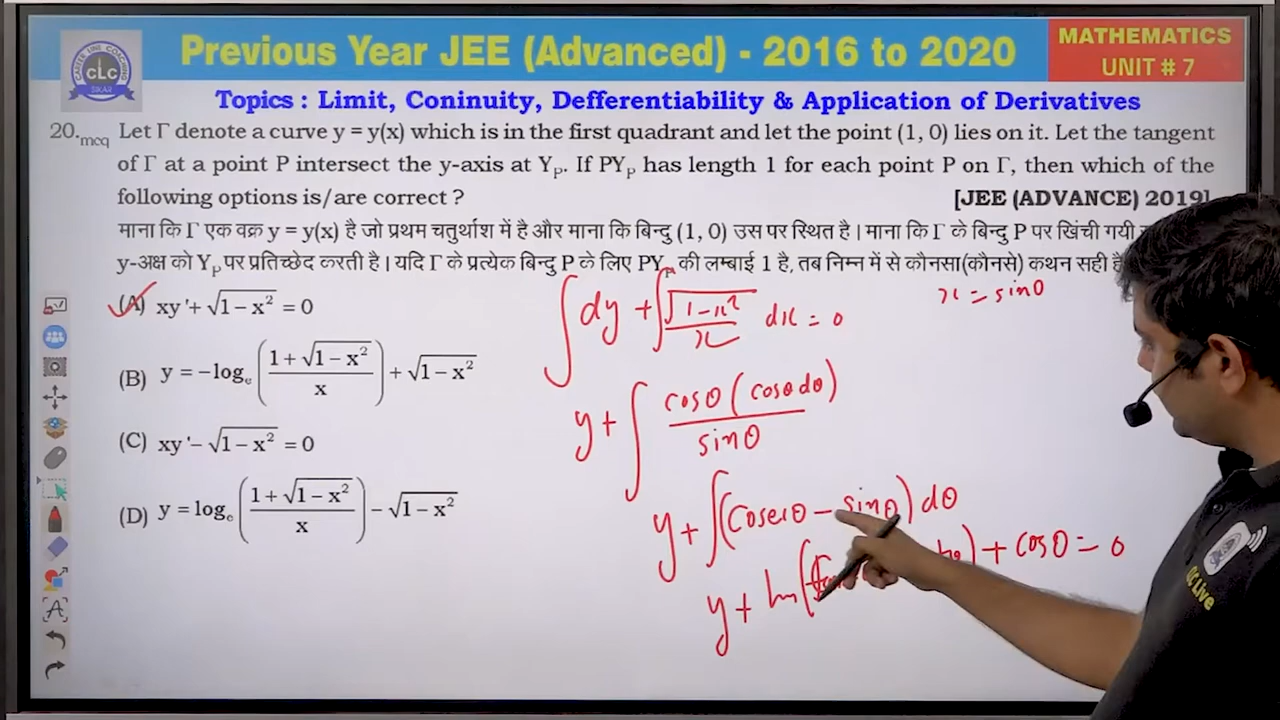 Previous Year JEE (Advanced) - 2016 to 2020
MATHEMATICS
UNIT # 7
CLC
SIKAR
Topics : Limit, Coninuity, Defferentiability & Application of Derivatives
20.mcq Let Γ denote a curve y = y(x) which is in the first quadrant and let the point (1, 0) lies on it. Let the tangent
of Γ at a point P intersect the y-axis at Y_P. If PY_P has length 1 for each point P on Γ, then which of the
following options is/are correct ? [JEE (ADVANCE) 2019]
माना कि Γ एक वक्र y = y(x) है जो प्रथम चतुर्थाश में है और माना कि बिन्दु (1, 0) उस पर स्थित है। माना कि Γ के बिन्दु P पर खिंची गयी
y-अक्ष को Y_P पर प्रतिच्छेद करती है। यदि Γ के प्रत्येक बिन्दु P के लिए PY_P की लम्बाई 1 है, तब निम्न में से कौनसा(कौनसे) कथन सही है
(A) xy'+ √(1−x²) = 0
(B) y = −logₑ((1+√(1−x²))/x) + √(1−x²)
(C) xy'− √(1−x²) = 0
(D) y = logₑ((1+√(1−x²))/x) − √(1−x²)
x = sinθ
∫dy + ∫(√(1−x²)/x) dx = 0
y + ∫ cosθ(cosθdθ)/sinθ
y + ∫(cosecθ − sinθ)dθ
y + ln( ) + cosθ = 0
CLC Live